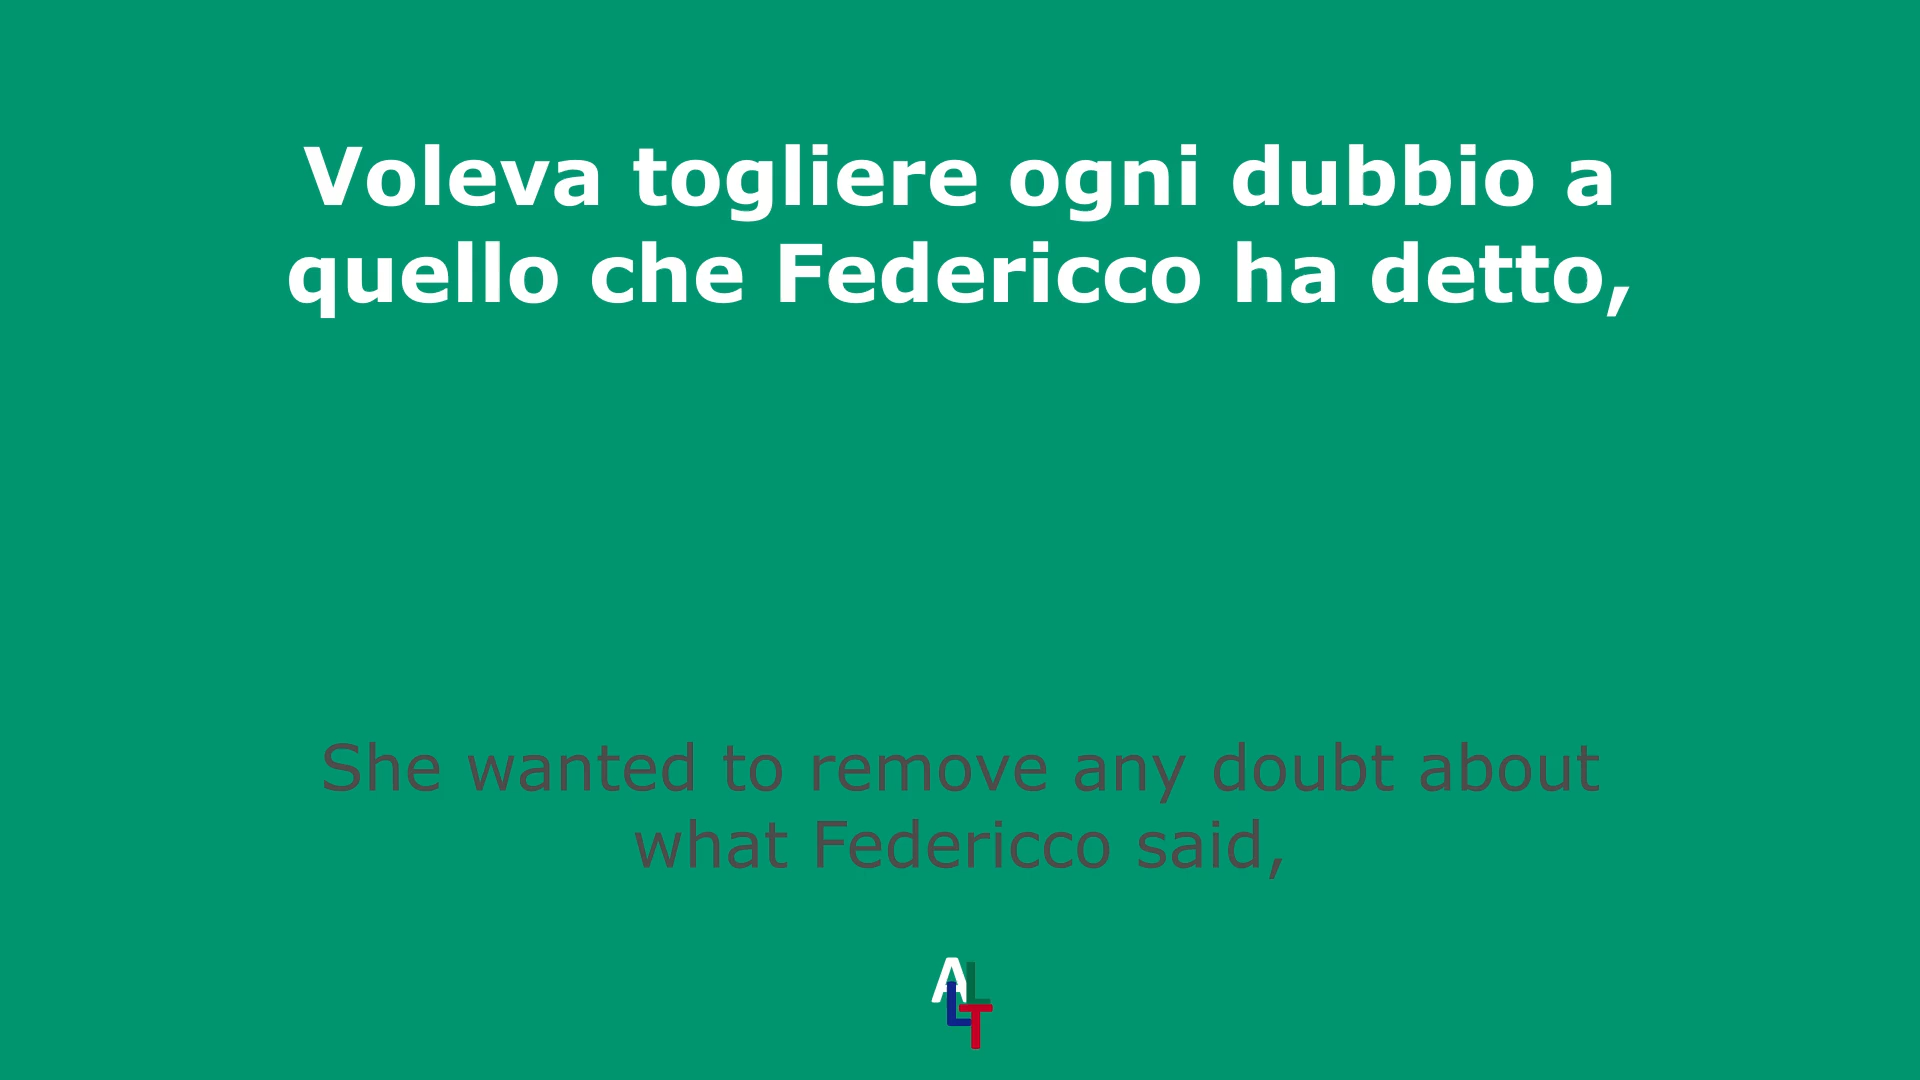 Voleva togliere ogni dubbio a
quello che Federicco ha detto,
She wanted to remove any doubt about
what Federicco said,
ALLT